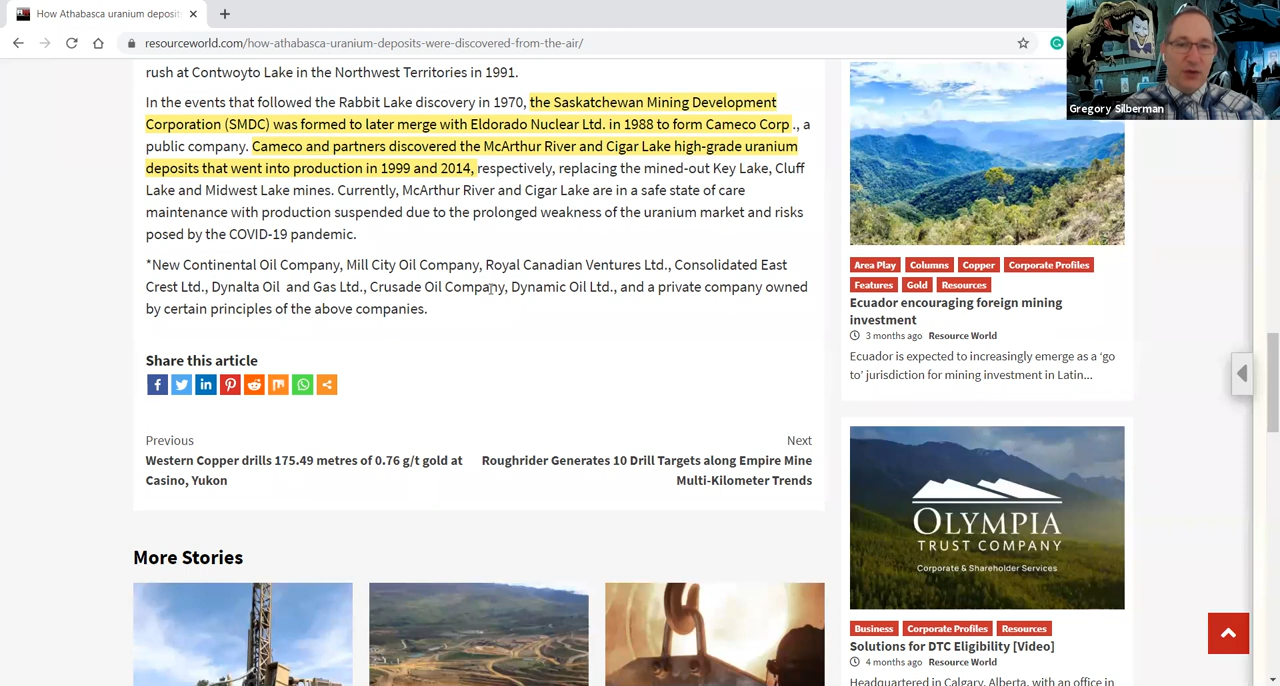 How Athabasca uranium deposits
resourceworld.com/how-athabasca-uranium-deposits-were-discovered-from-the-air/
Gregory Silberman
rush at Contwoyto Lake in the Northwest Territories in 1991.
In the events that followed the Rabbit Lake discovery in 1970, the Saskatchewan Mining Development
Corporation (SMDC) was formed to later merge with Eldorado Nuclear Ltd. in 1988 to form Cameco Corp ., a
public company. Cameco and partners discovered the McArthur River and Cigar Lake high-grade uranium
deposits that went into production in 1999 and 2014, respectively, replacing the mined-out Key Lake, Cluff
Lake and Midwest Lake mines. Currently, McArthur River and Cigar Lake are in a safe state of care
maintenance with production suspended due to the prolonged weakness of the uranium market and risks
posed by the COVID-19 pandemic.
*New Continental Oil Company, Mill City Oil Company, Royal Canadian Ventures Ltd., Consolidated East
Crest Ltd., Dynalta Oil and Gas Ltd., Crusade Oil Company, Dynamic Oil Ltd., and a private company owned
by certain principles of the above companies.
Share this article
Previous
Western Copper drills 175.49 metres of 0.76 g/t gold at
Casino, Yukon
Next
Roughrider Generates 10 Drill Targets along Empire Mine
Multi-Kilometer Trends
More Stories
Area Play Columns Copper Corporate Profiles
Features Gold Resources
Ecuador encouraging foreign mining
investment
3 months ago Resource World
Ecuador is expected to increasingly emerge as a ‘go
to’ jurisdiction for mining investment in Latin...
OLYMPIA
TRUST COMPANY
Corporate & Shareholder Services
Business Corporate Profiles Resources
Solutions for DTC Eligibility [Video]
4 months ago Resource World
Headquartered in Calgary, Alberta, with an office in